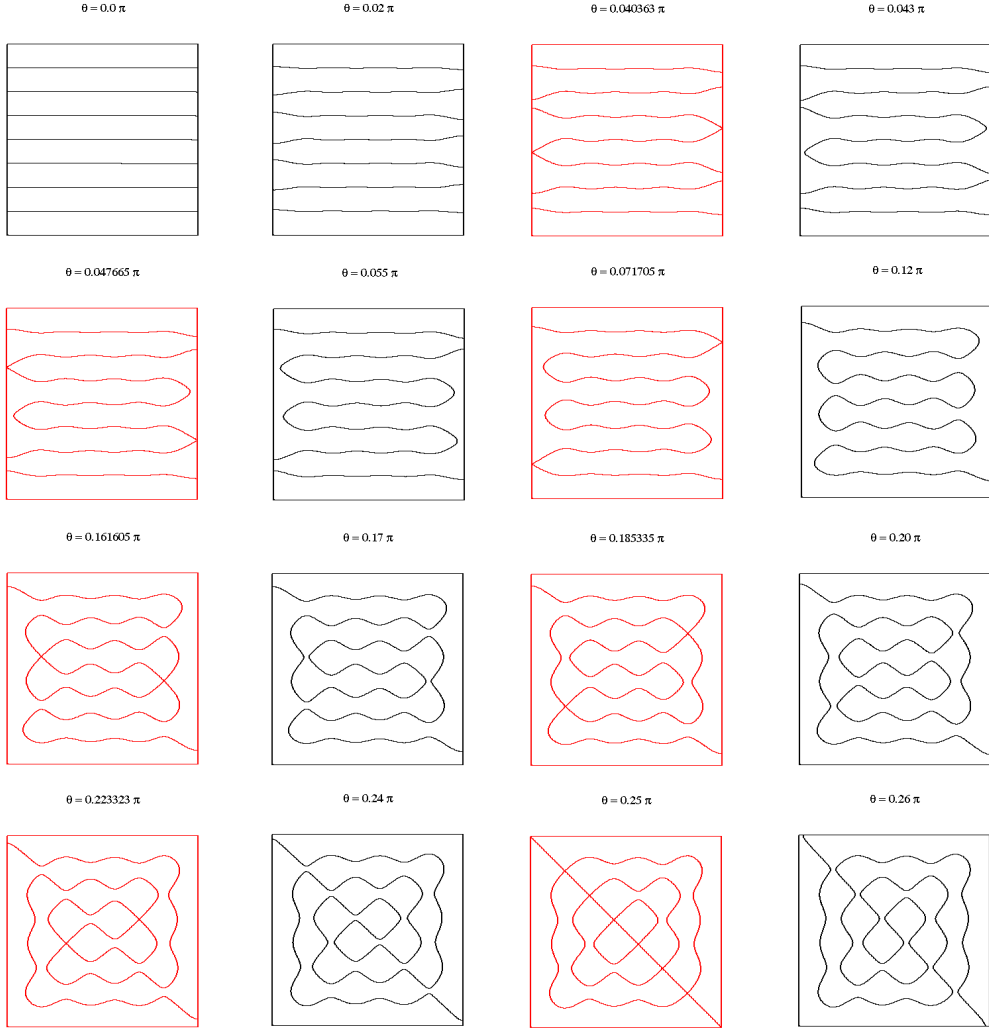 θ = 0.0 π θ = 0.02 π θ = 0.040363 π θ = 0.043 π
θ = 0.047665 π θ = 0.055 π θ = 0.071705 π θ = 0.12 π
θ = 0.161605 π θ = 0.17 π θ = 0.185335 π θ = 0.20 π
θ = 0.223323 π θ = 0.24 π θ = 0.25 π θ = 0.26 π